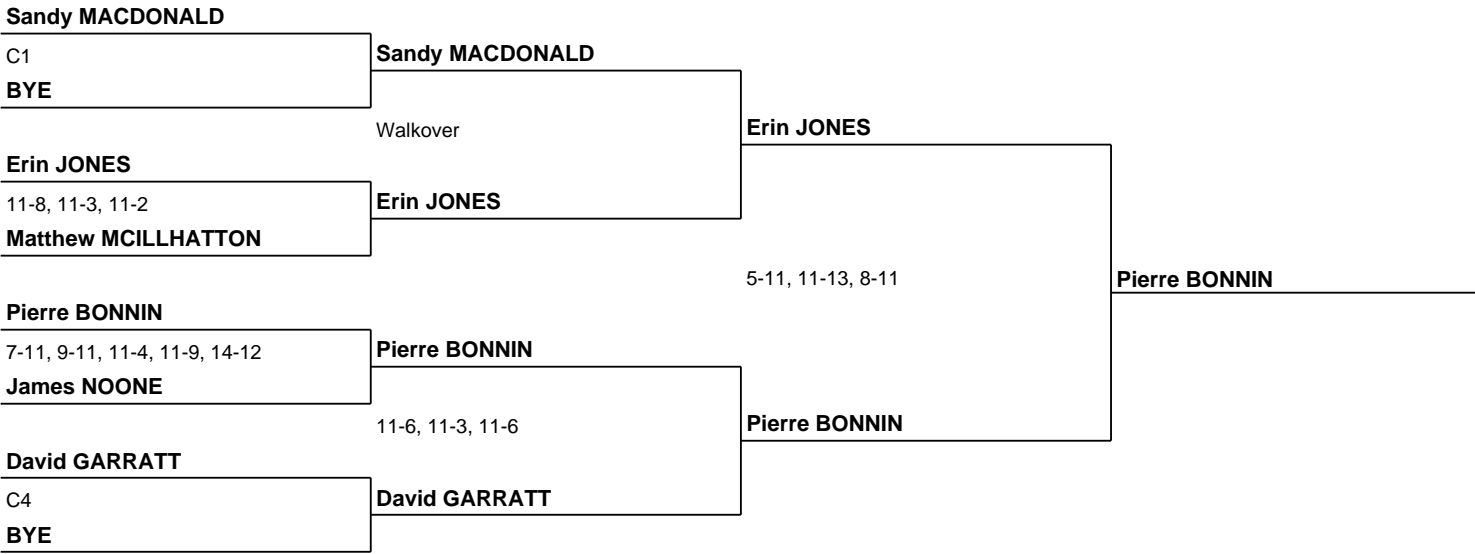 Sandy MACDONALD
C1
Sandy MACDONALD
BYE
Walkover
Erin JONES
Erin JONES
11-8, 11-3, 11-2
Erin JONES
Matthew MCILLHATTON
5-11, 11-13, 8-11
Pierre BONNIN
Pierre BONNIN
7-11, 9-11, 11-4, 11-9, 14-12
Pierre BONNIN
James NOONE
11-6, 11-3, 11-6
Pierre BONNIN
David GARRATT
C4
David GARRATT
BYE